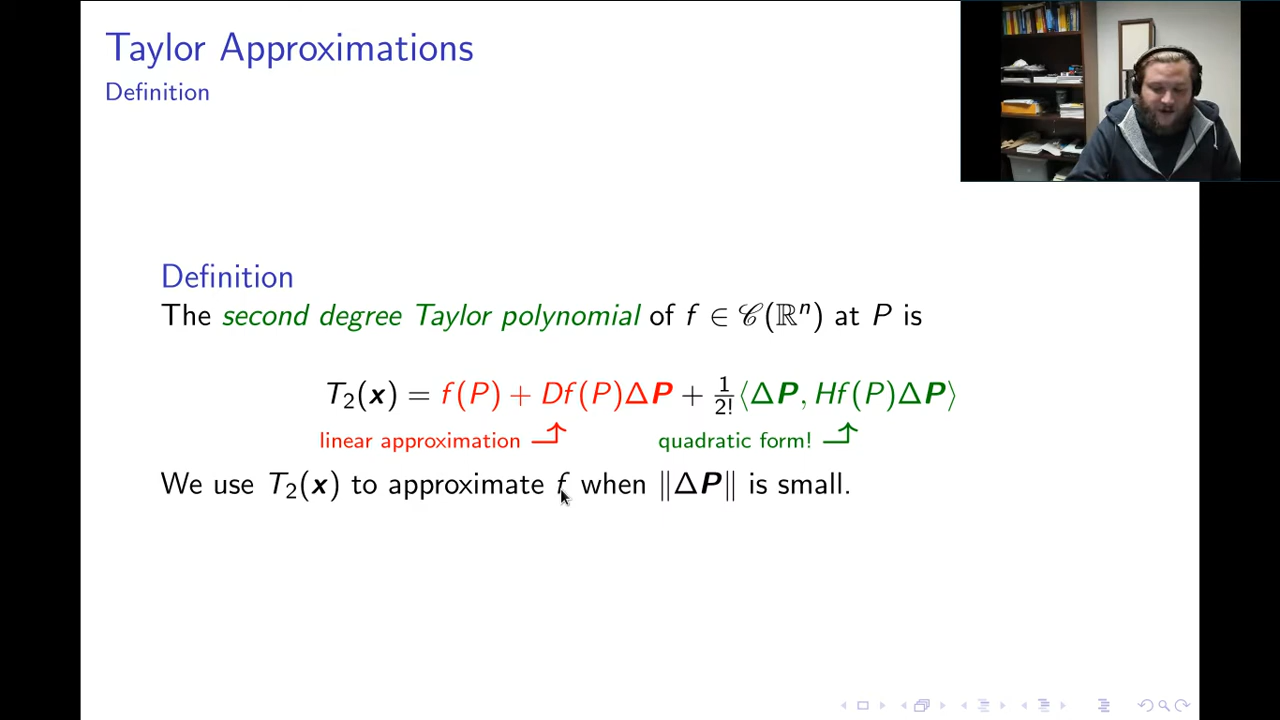 Taylor Approximations
Definition
Definition
The second degree Taylor polynomial of f ∈ 𝒞(ℝⁿ) at P is
T₂(x) = f(P) + Df(P)ΔP + 1/2! ⟨ΔP, Hf(P)ΔP⟩
linear approximation
quadratic form!
We use T₂(x) to approximate f when ‖ΔP‖ is small.